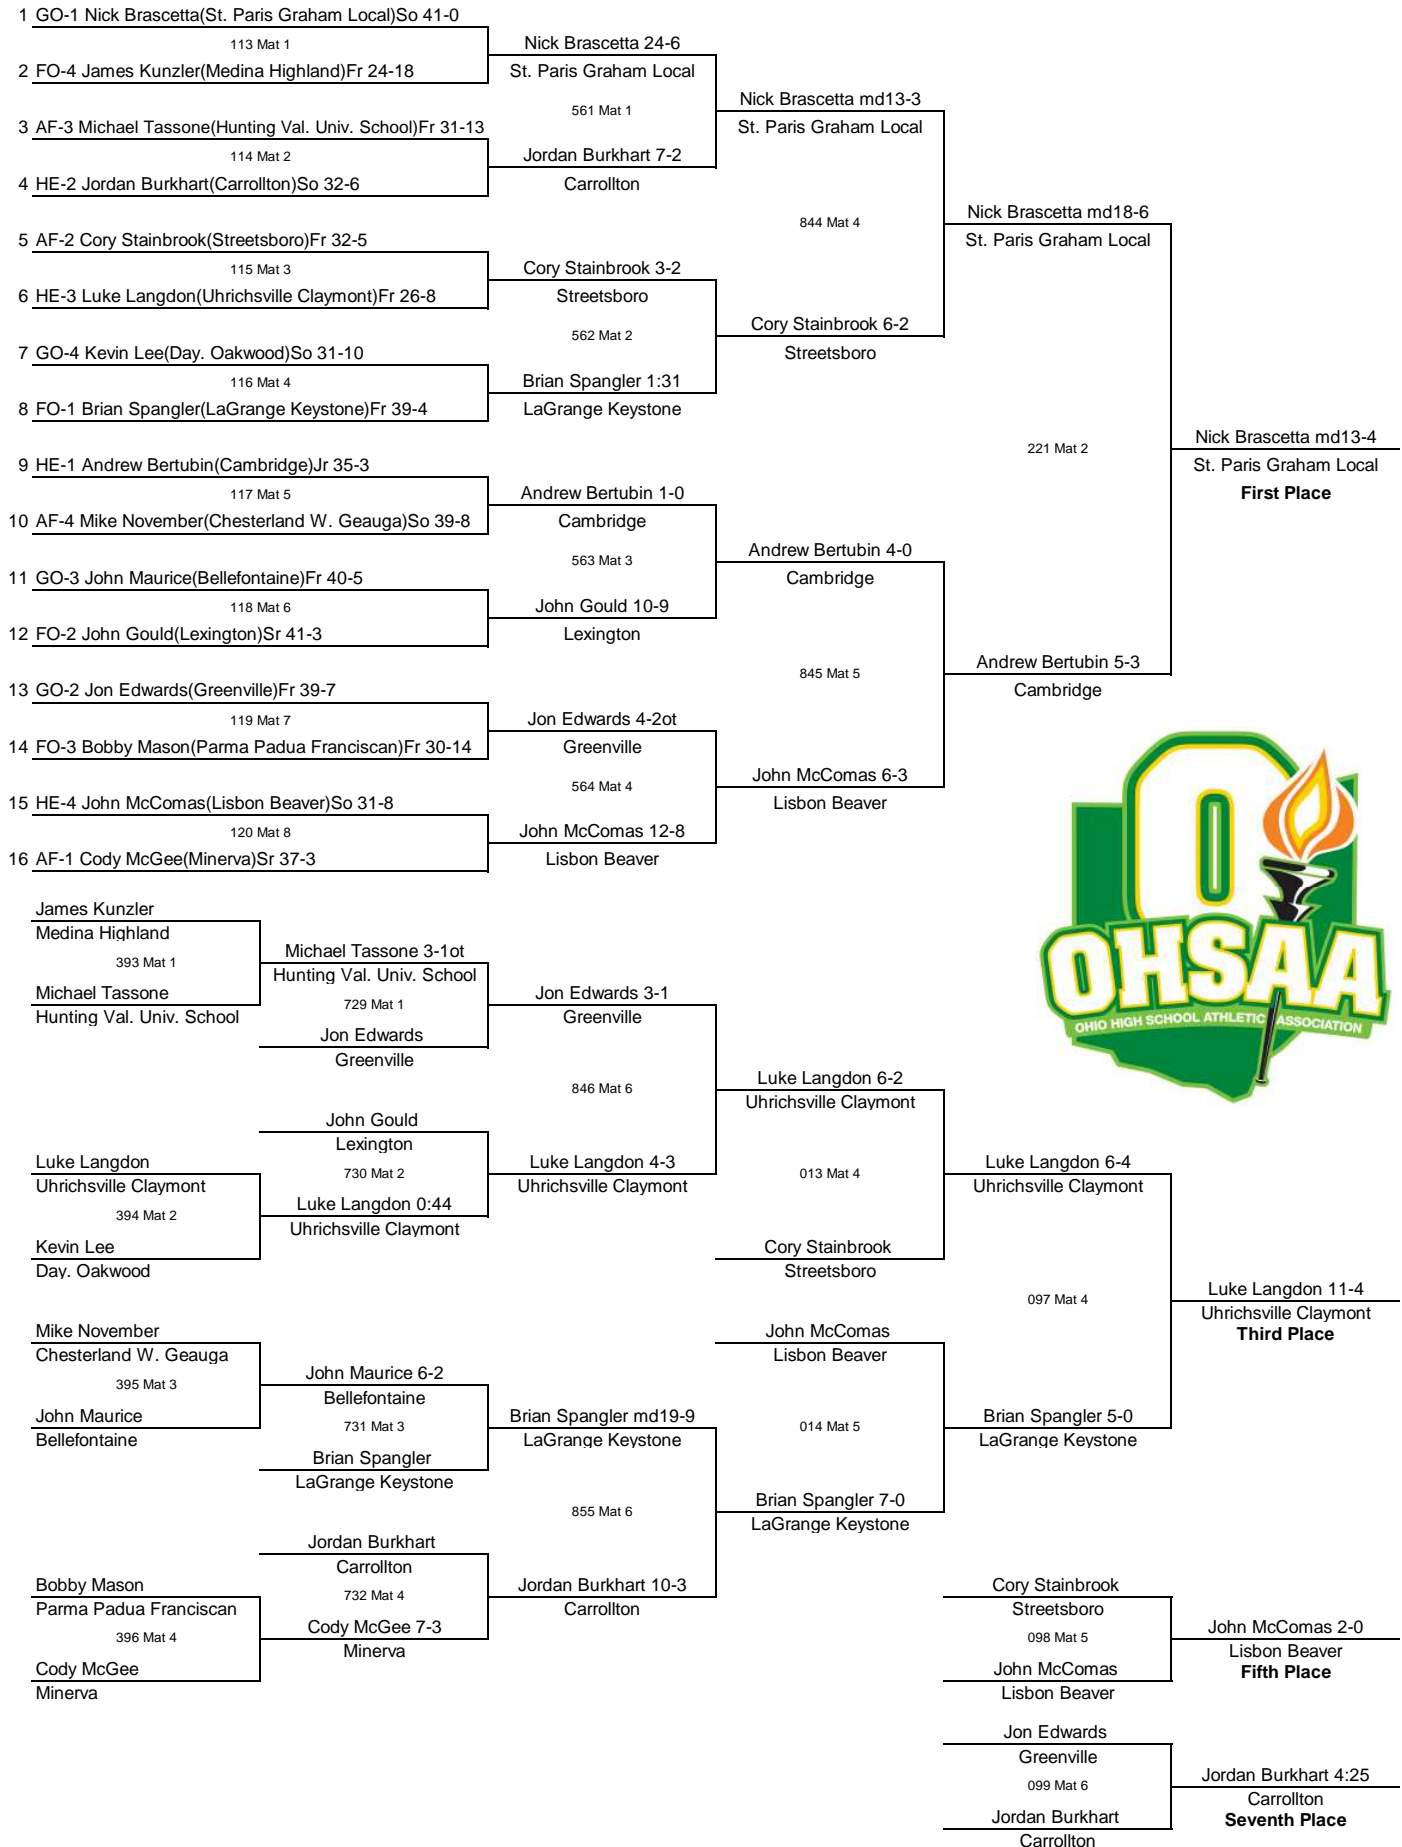 1 GO-1 Nick Brascetta(St. Paris Graham Local)So 41-0
113 Mat 1
Nick Brascetta 24-6
2 FO-4 James Kunzler(Medina Highland)Fr 24-18
St. Paris Graham Local
561 Mat 1
Nick Brascetta md13-3
St. Paris Graham Local
3 AF-3 Michael Tassone(Hunting Val. Univ. School)Fr 31-13
114 Mat 2
Jordan Burkhart 7-2
4 HE-2 Jordan Burkhart(Carrollton)So 32-6
Carrollton
844 Mat 4
Nick Brascetta md18-6
St. Paris Graham Local
5 AF-2 Cory Stainbrook(Streetsboro)Fr 32-5
115 Mat 3
Cory Stainbrook 3-2
6 HE-3 Luke Langdon(Uhrichsville Claymont)Fr 26-8
Streetsboro
562 Mat 2
Cory Stainbrook 6-2
Streetsboro
7 GO-4 Kevin Lee(Day. Oakwood)So 31-10
116 Mat 4
Brian Spangler 1:31
8 FO-1 Brian Spangler(LaGrange Keystone)Fr 39-4
LaGrange Keystone
221 Mat 2
Nick Brascetta md13-4
St. Paris Graham Local
First Place
9 HE-1 Andrew Bertubin(Cambridge)Jr 35-3
117 Mat 5
Andrew Bertubin 1-0
10 AF-4 Mike November(Chesterland W. Geauga)So 39-8
Cambridge
563 Mat 3
Andrew Bertubin 4-0
Cambridge
11 GO-3 John Maurice(Bellefontaine)Fr 40-5
118 Mat 6
John Gould 10-9
12 FO-2 John Gould(Lexington)Sr 41-3
Lexington
845 Mat 5
Andrew Bertubin 5-3
Cambridge
13 GO-2 Jon Edwards(Greenville)Fr 39-7
119 Mat 7
Jon Edwards 4-2ot
14 FO-3 Bobby Mason(Parma Padua Franciscan)Fr 30-14
Greenville
564 Mat 4
John McComas 6-3
Lisbon Beaver
15 HE-4 John McComas(Lisbon Beaver)So 31-8
120 Mat 8
John McComas 12-8
16 AF-1 Cody McGee(Minerva)Sr 37-3
Lisbon Beaver
O
OHSAA
OHIO HIGH SCHOOL ATHLETIC ASSOCIATION
James Kunzler
Medina Highland
393 Mat 1
Michael Tassone 3-1ot
Hunting Val. Univ. School
Michael Tassone
Hunting Val. Univ. School
729 Mat 1
Jon Edwards 3-1
Greenville
Jon Edwards
Greenville
846 Mat 6
Luke Langdon 6-2
Uhrichsville Claymont
John Gould
Lexington
Luke Langdon
Uhrichsville Claymont
730 Mat 2
Luke Langdon 4-3
Uhrichsville Claymont
013 Mat 4
Luke Langdon 6-4
Uhrichsville Claymont
394 Mat 2
Luke Langdon 0:44
Uhrichsville Claymont
Kevin Lee
Day. Oakwood
Cory Stainbrook
Streetsboro
097 Mat 4
Luke Langdon 11-4
Uhrichsville Claymont
Third Place
Mike November
Chesterland W. Geauga
John McComas
Lisbon Beaver
395 Mat 3
John Maurice 6-2
Bellefontaine
John Maurice
Bellefontaine
731 Mat 3
Brian Spangler md19-9
LaGrange Keystone
014 Mat 5
Brian Spangler 5-0
LaGrange Keystone
Brian Spangler
LaGrange Keystone
855 Mat 6
Brian Spangler 7-0
LaGrange Keystone
Jordan Burkhart
Carrollton
Bobby Mason
Parma Padua Franciscan
732 Mat 4
Jordan Burkhart 10-3
Carrollton
Cory Stainbrook
Streetsboro
396 Mat 4
Cody McGee 7-3
Minerva
098 Mat 5
John McComas 2-0
Lisbon Beaver
Fifth Place
Cody McGee
Minerva
John McComas
Lisbon Beaver
Jon Edwards
Greenville
099 Mat 6
Jordan Burkhart 4:25
Carrollton
Seventh Place
Jordan Burkhart
Carrollton